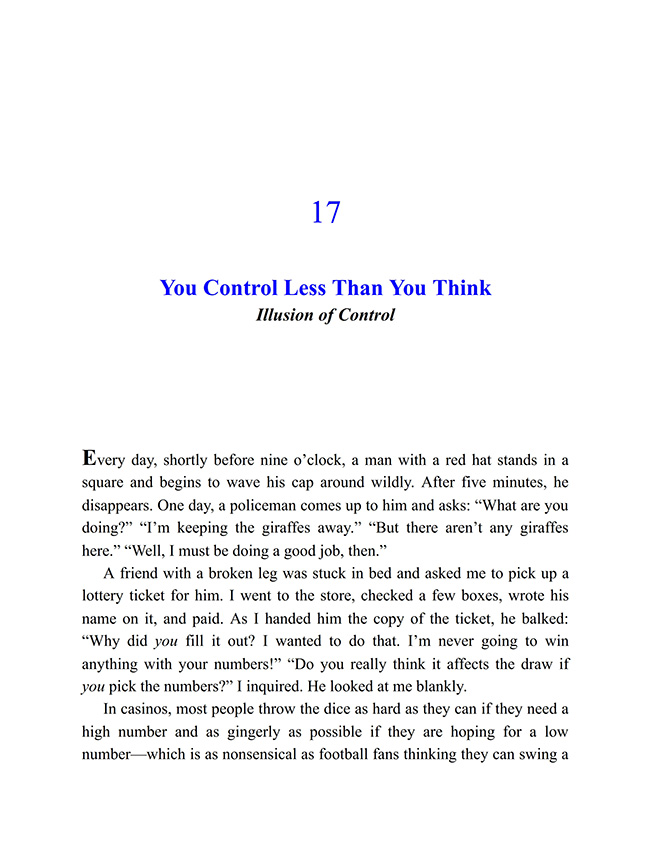 17
You Control Less Than You Think
Illusion of Control
Every day, shortly before nine o’clock, a man with a red hat stands in a
square and begins to wave his cap around wildly. After five minutes, he
disappears. One day, a policeman comes up to him and asks: “What are you
doing?” “I’m keeping the giraffes away.” “But there aren’t any giraffes
here.” “Well, I must be doing a good job, then.”
A friend with a broken leg was stuck in bed and asked me to pick up a
lottery ticket for him. I went to the store, checked a few boxes, wrote his
name on it, and paid. As I handed him the copy of the ticket, he balked:
“Why did you fill it out? I wanted to do that. I’m never going to win
anything with your numbers!” “Do you really think it affects the draw if
you pick the numbers?” I inquired. He looked at me blankly.
In casinos, most people throw the dice as hard as they can if they need a
high number and as gingerly as possible if they are hoping for a low
number—which is as nonsensical as football fans thinking they can swing a